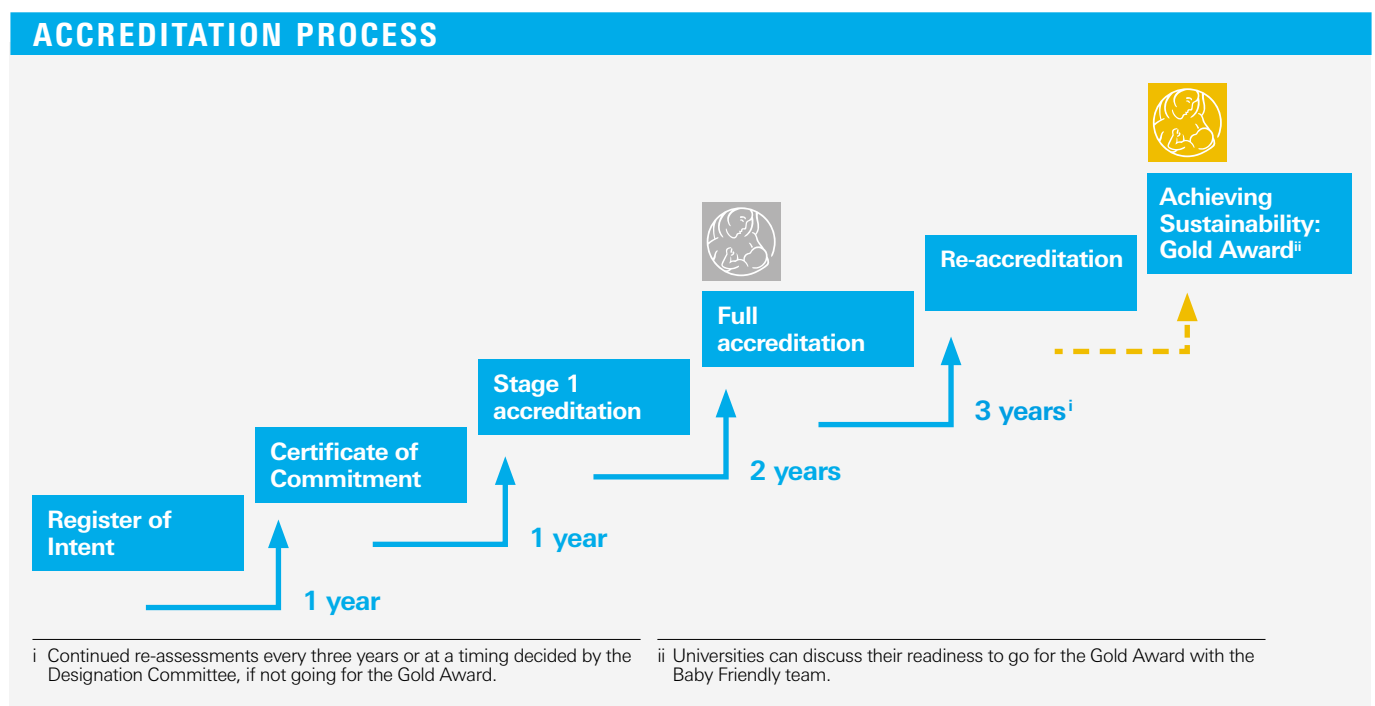 ACCREDITATION PROCESS
Achieving
Sustainability:
Gold Awardii
Re-accreditation
Full
accreditation
Stage 1
accreditation
3 yearsi
Certificate of
Commitment
2 years
Register of
Intent
1 year
1 year
i Continued re-assessments every three years or at a timing decided by the
Designation Committee, if not going for the Gold Award.
ii Universities can discuss their readiness to go for the Gold Award with the
Baby Friendly team.